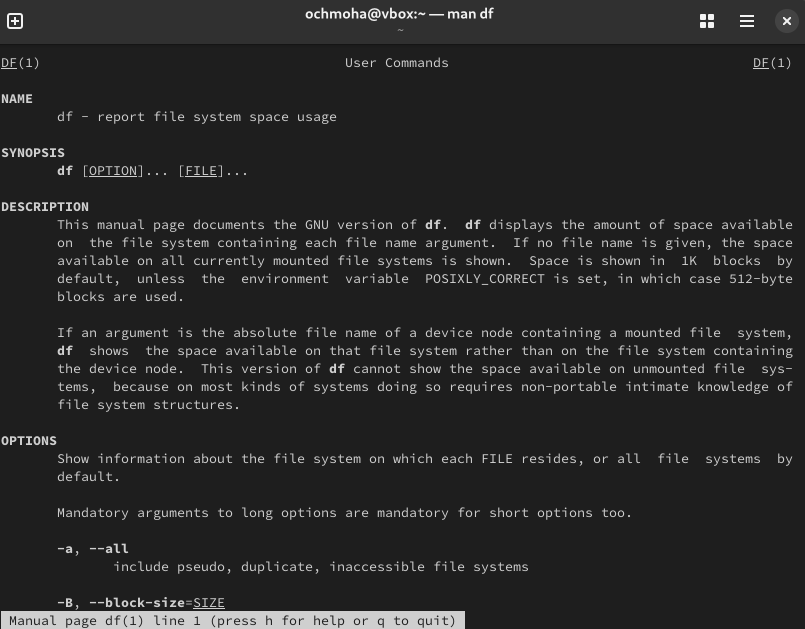 ochmoha@vbox:~ — man df
~
DF(1) User Commands DF(1)
NAME
df - report file system space usage
SYNOPSIS
df [OPTION]... [FILE]...
DESCRIPTION
This manual page documents the GNU version of df.  df displays the amount of space available
on  the file system containing each file name argument.  If no file name is given, the space
available on all currently mounted file systems is shown.  Space is shown in  1K  blocks  by
default,  unless  the  environment  variable  POSIXLY_CORRECT is set, in which case 512-byte
blocks are used.
If an argument is the absolute file name of a device node containing a mounted file  system,
df  shows  the space available on that file system rather than on the file system containing
the device node.  This version of df cannot show the space available on unmounted file  sys-
tems,  because on most kinds of systems doing so requires non-portable intimate knowledge of
file system structures.
OPTIONS
Show information about the file system on which each FILE resides, or all  file  systems  by
default.
Mandatory arguments to long options are mandatory for short options too.
-a, --all
include pseudo, duplicate, inaccessible file systems
-B, --block-size=SIZE
Manual page df(1) line 1 (press h for help or q to quit)